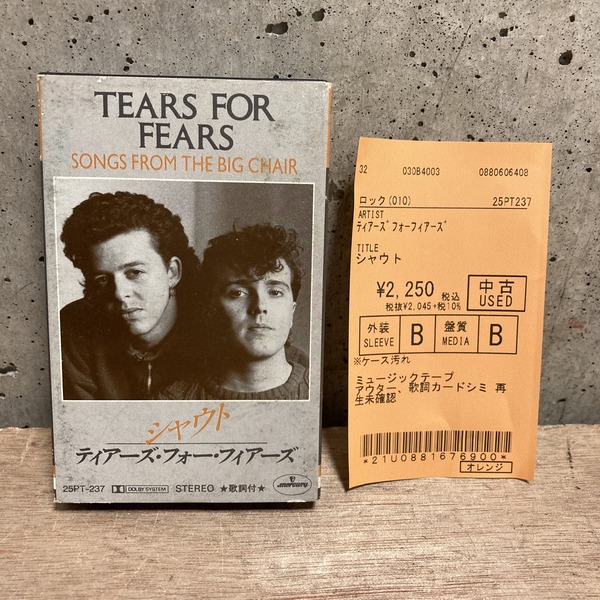 TEARS FOR
FEARS
SONGS FROM THE BIG CHAIR
シャウト
ティアーズ・フォー・フィアーズ
25PT-237 DOLBY SYSTEM STEREO ★歌詞付★ mercury
32 030B4003 0880606408
ロック(010) 25PT237
ARTIST
ティアーズフォーフィアーズ
TITLE
シャウト
¥2,250 税込
税抜¥2,045+税10%
中古
USED
外装
SLEEVE
B
盤質
MEDIA
B
※ケース汚れ
ミュージックテープ
アウター、歌詞カードシミ 再
生未確認
*21U0881676900*
オレンジ